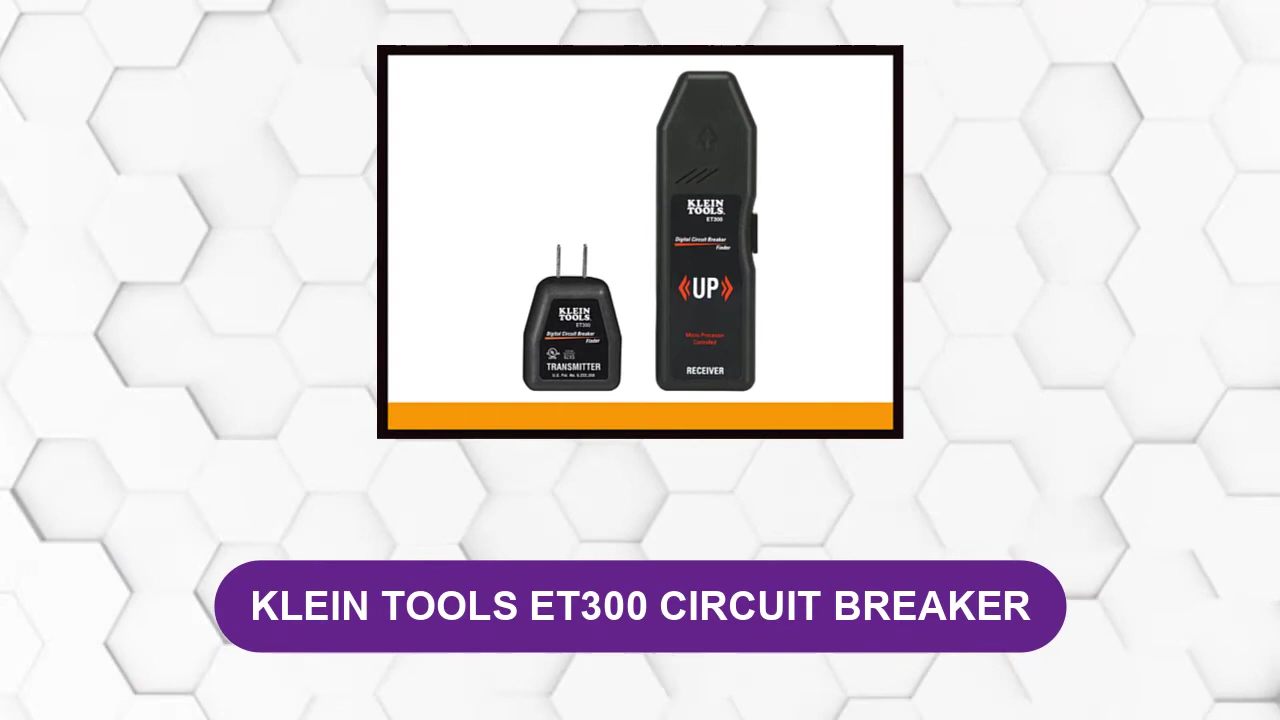 KLEIN
TOOLS
ET300
Digital Circuit Breaker
Finder
UP
Micro Processor
Controlled
RECEIVER
KLEIN
TOOLS
ET300
Digital Circuit Breaker
Finder
TRANSMITTER
KLEIN TOOLS ET300 CIRCUIT BREAKER